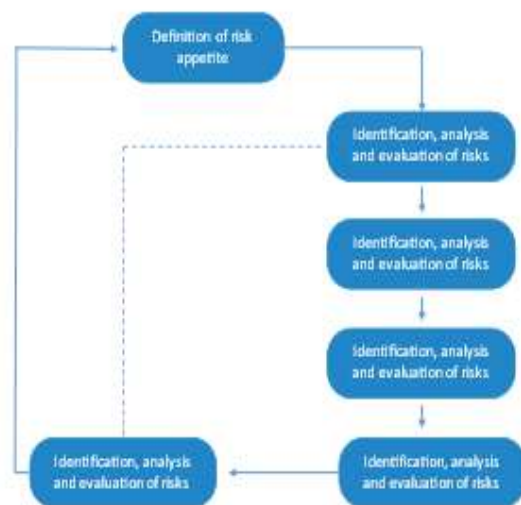 Definition of risk
appetite
Identification, analysis
and evaluation of risks
Identification, analysis
and evaluation of risks
Identification, analysis
and evaluation of risks
Identification, analysis
and evaluation of risks
Identification, analysis
and evaluation of risks